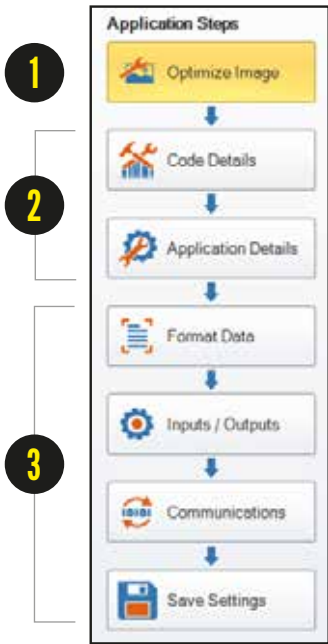 Application Steps
1
Optimize Image
2
Code Details
Application Details
3
Format Data
Inputs / Outputs
Communications
Save Settings